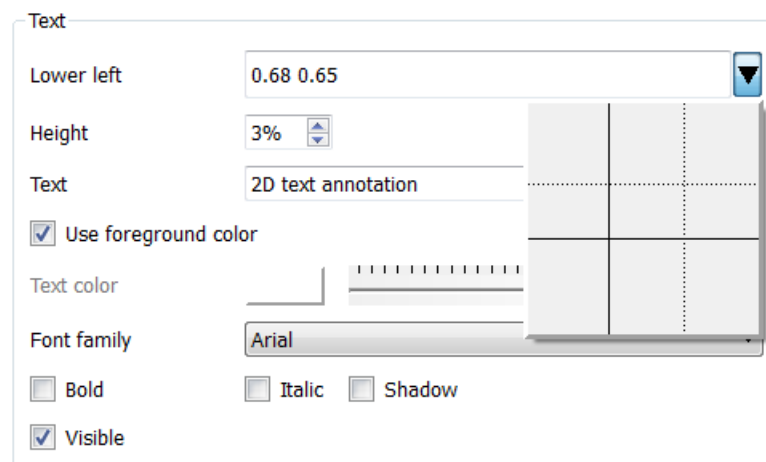 Text
Lower left 0.68 0.65
Height 3%
Text 2D text annotation
Use foreground color
Text color
Font family Arial
Bold Italic Shadow
Visible